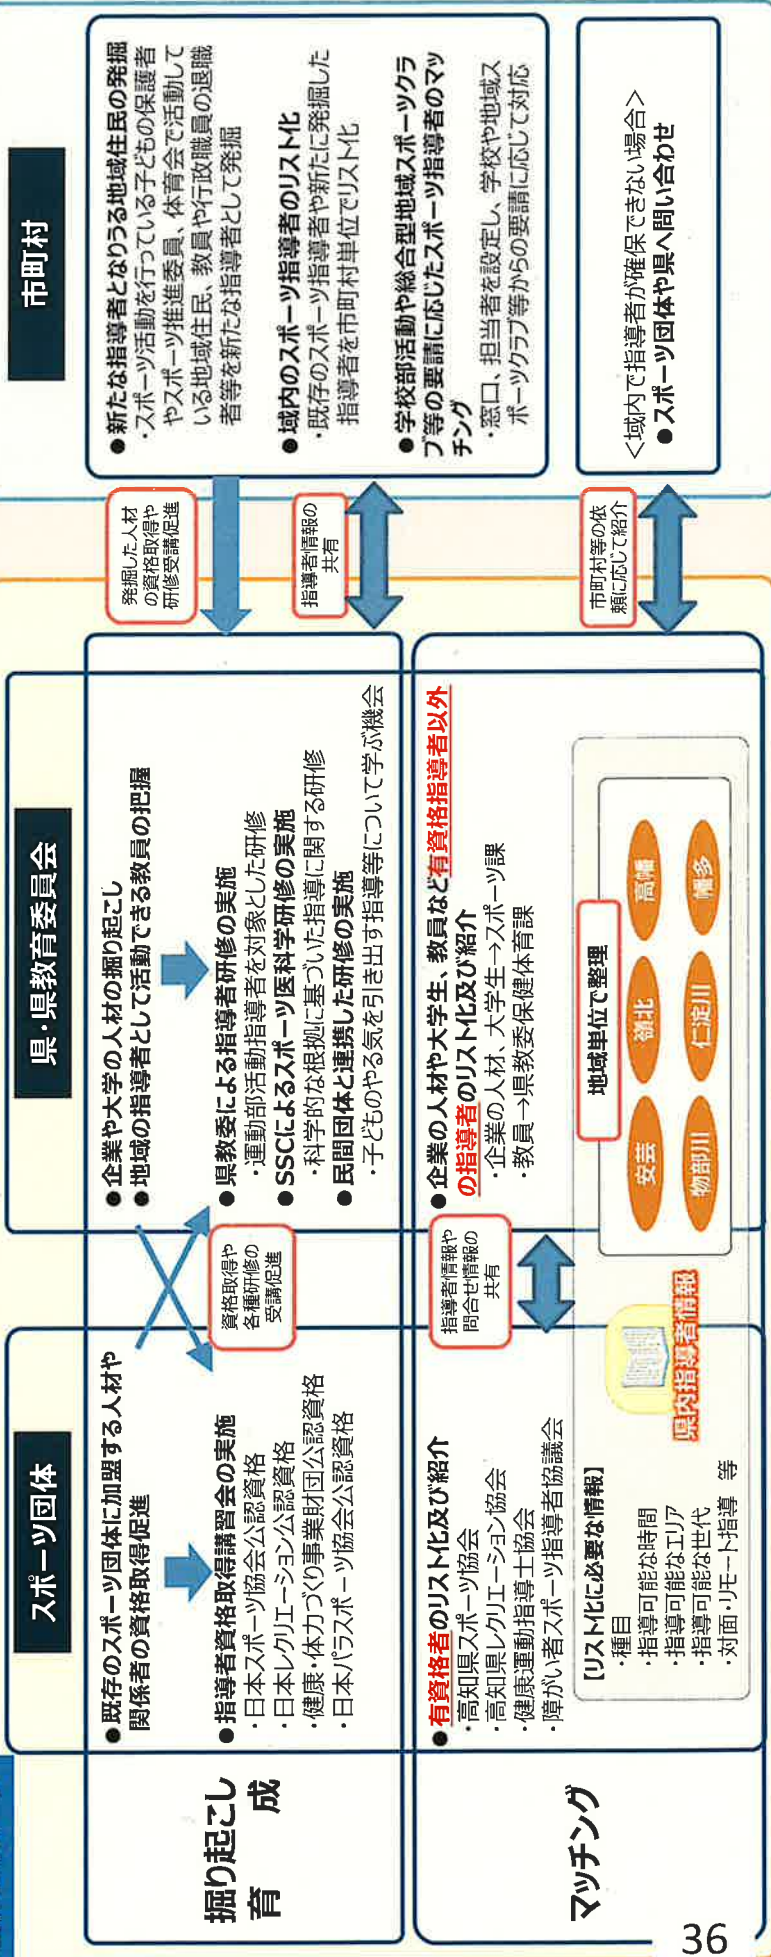 スポーツ団体
県・県教育委員会
市町村
掘り起こし
育　　成
●既存のスポーツ団体に加盟する人材や
関係者の資格取得促進
●指導者資格取得講習会の実施
・日本スポーツ協会公認資格
・日本レクリエーション公認資格
・健康・体力づくり事業財団公認資格
・日本パラスポーツ協会公認資格
資格取得や
各種研修の
受講促進
●企業や大学の人材の掘り起こし
●地域の指導者として活動できる教員の把握
●県教委による指導者研修の実施
・運動部活動指導者を対象とした研修
●SSCによるスポーツ医科学研修の実施
・科学的な根拠に基づいた指導に関する研修
●民間団体と連携した研修の実施
・子どものやる気を引き出す指導等について学ぶ機会
発掘した人材
の資格取得や
研修受講促進
指導者情報の
共有
●新たな指導者となりうる地域住民の発掘
・スポーツ活動を行っている子どもの保護者
やスポーツ推進委員、体育会で活動して
いる地域住民、教員や行政職員の退職
者等を新たな指導者として発掘
●域内のスポーツ指導者のリスト化
・既存のスポーツ指導者や新たに発掘した
指導者を市町村単位でリスト化
●学校部活動や総合型地域スポーツクラ
ブ等の要請に応じたスポーツ指導者のマッ
チング
・窓口、担当者を設定し、学校や地域ス
ポーツクラブ等からの要請に応じて対応
マッチング
●有資格者のリスト化及び紹介
・高知県スポーツ協会
・高知県レクリエーション協会
・健康運動指導士協会
・障がい者スポーツ指導者協議会
指導者情報や
問合せ情報の
共有
●企業の人材や大学生、教員など有資格指導者以外
の指導者のリスト化及び紹介
・企業の人材、大学生→スポーツ課
・教員→県教委保健体育課
市町村等の依
頼に応じて紹介
＜域内で指導者が確保できない場合＞
●スポーツ団体や県へ問い合わせ
【リスト化に必要な情報】
・種目
・指導可能な時間
・指導可能なエリア
・指導可能な世代
・対面・リモート指導　等
県内指導者情報
地域単位で整理
安芸
嶺北
高幡
物部川
仁淀川
幡多
36